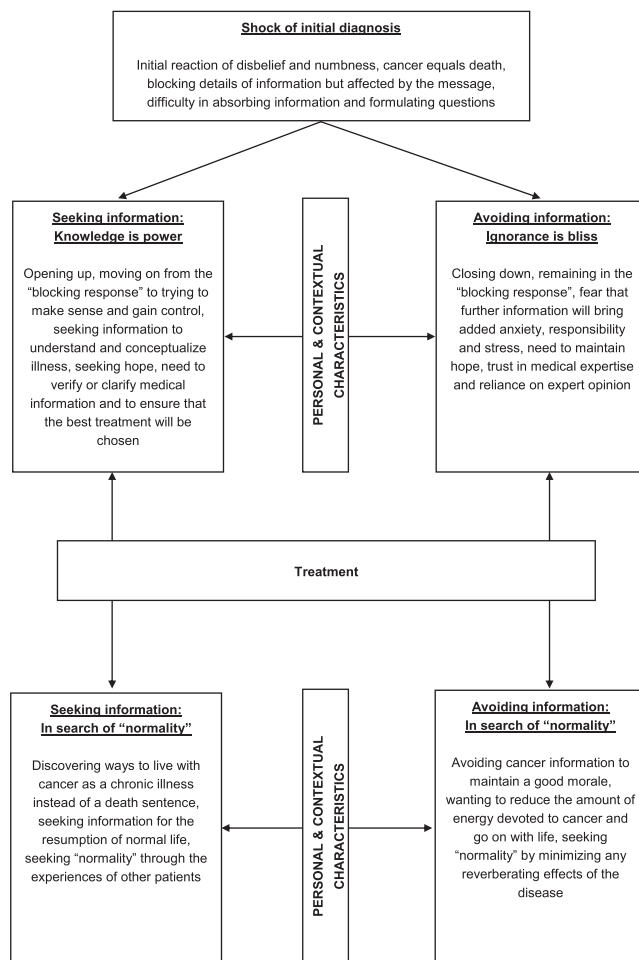 Shock of initial diagnosis
Initial reaction of disbelief and numbness, cancer equals death,
blocking details of information but affected by the message,
difficulty in absorbing information and formulating questions
Seeking information:
Knowledge is power
Opening up, moving on from the
“blocking response” to trying to
make sense and gain control,
seeking information to
understand and conceptualize
illness, seeking hope, need to
verify or clarify medical
information and to ensure that
the best treatment will be
chosen
PERSONAL & CONTEXTUAL
CHARACTERISTICS
Avoiding information:
Ignorance is bliss
Closing down, remaining in the
“blocking response”, fear that
further information will bring
added anxiety, responsibility
and stress, need to maintain
hope, trust in medical expertise
and reliance on expert opinion
Treatment
Seeking information:
In search of “normality”
Discovering ways to live with
cancer as a chronic illness
instead of a death sentence,
seeking information for the
resumption of normal life,
seeking “normality” through the
experiences of other patients
PERSONAL & CONTEXTUAL
CHARACTERISTICS
Avoiding information:
In search of “normality”
Avoiding cancer information to
maintain a good morale,
wanting to reduce the amount of
energy devoted to cancer and
go on with life, seeking
“normality” by minimizing any
reverberating effects of the
disease